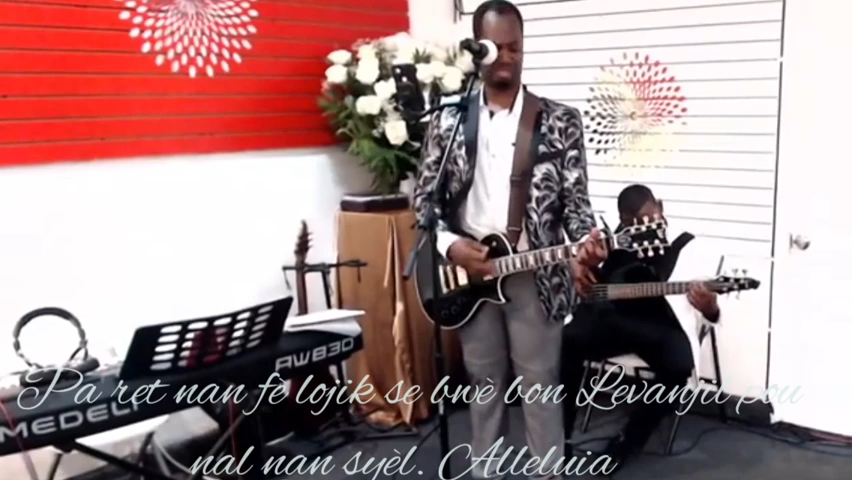 MEDELI AW830
Pa ret nan fè lojik se bwè bon Levanjil pou
nal nan syèl. Alleluia